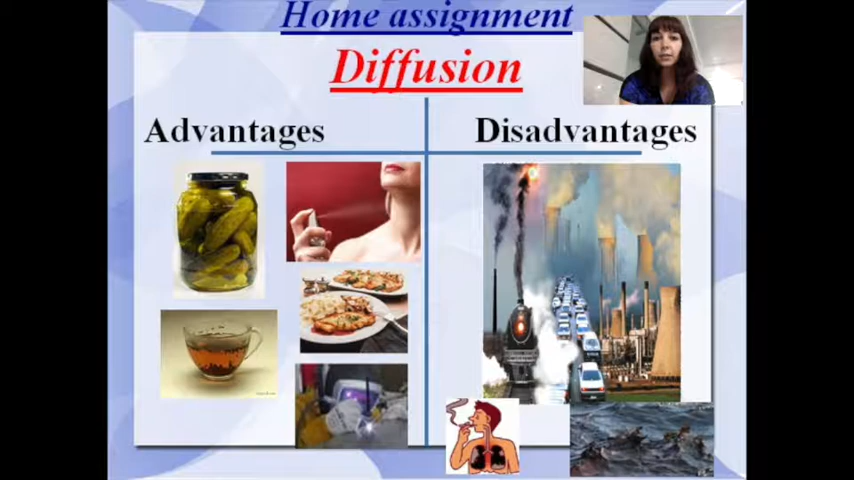 Home assignment
Diffusion
Advantages
Disadvantages